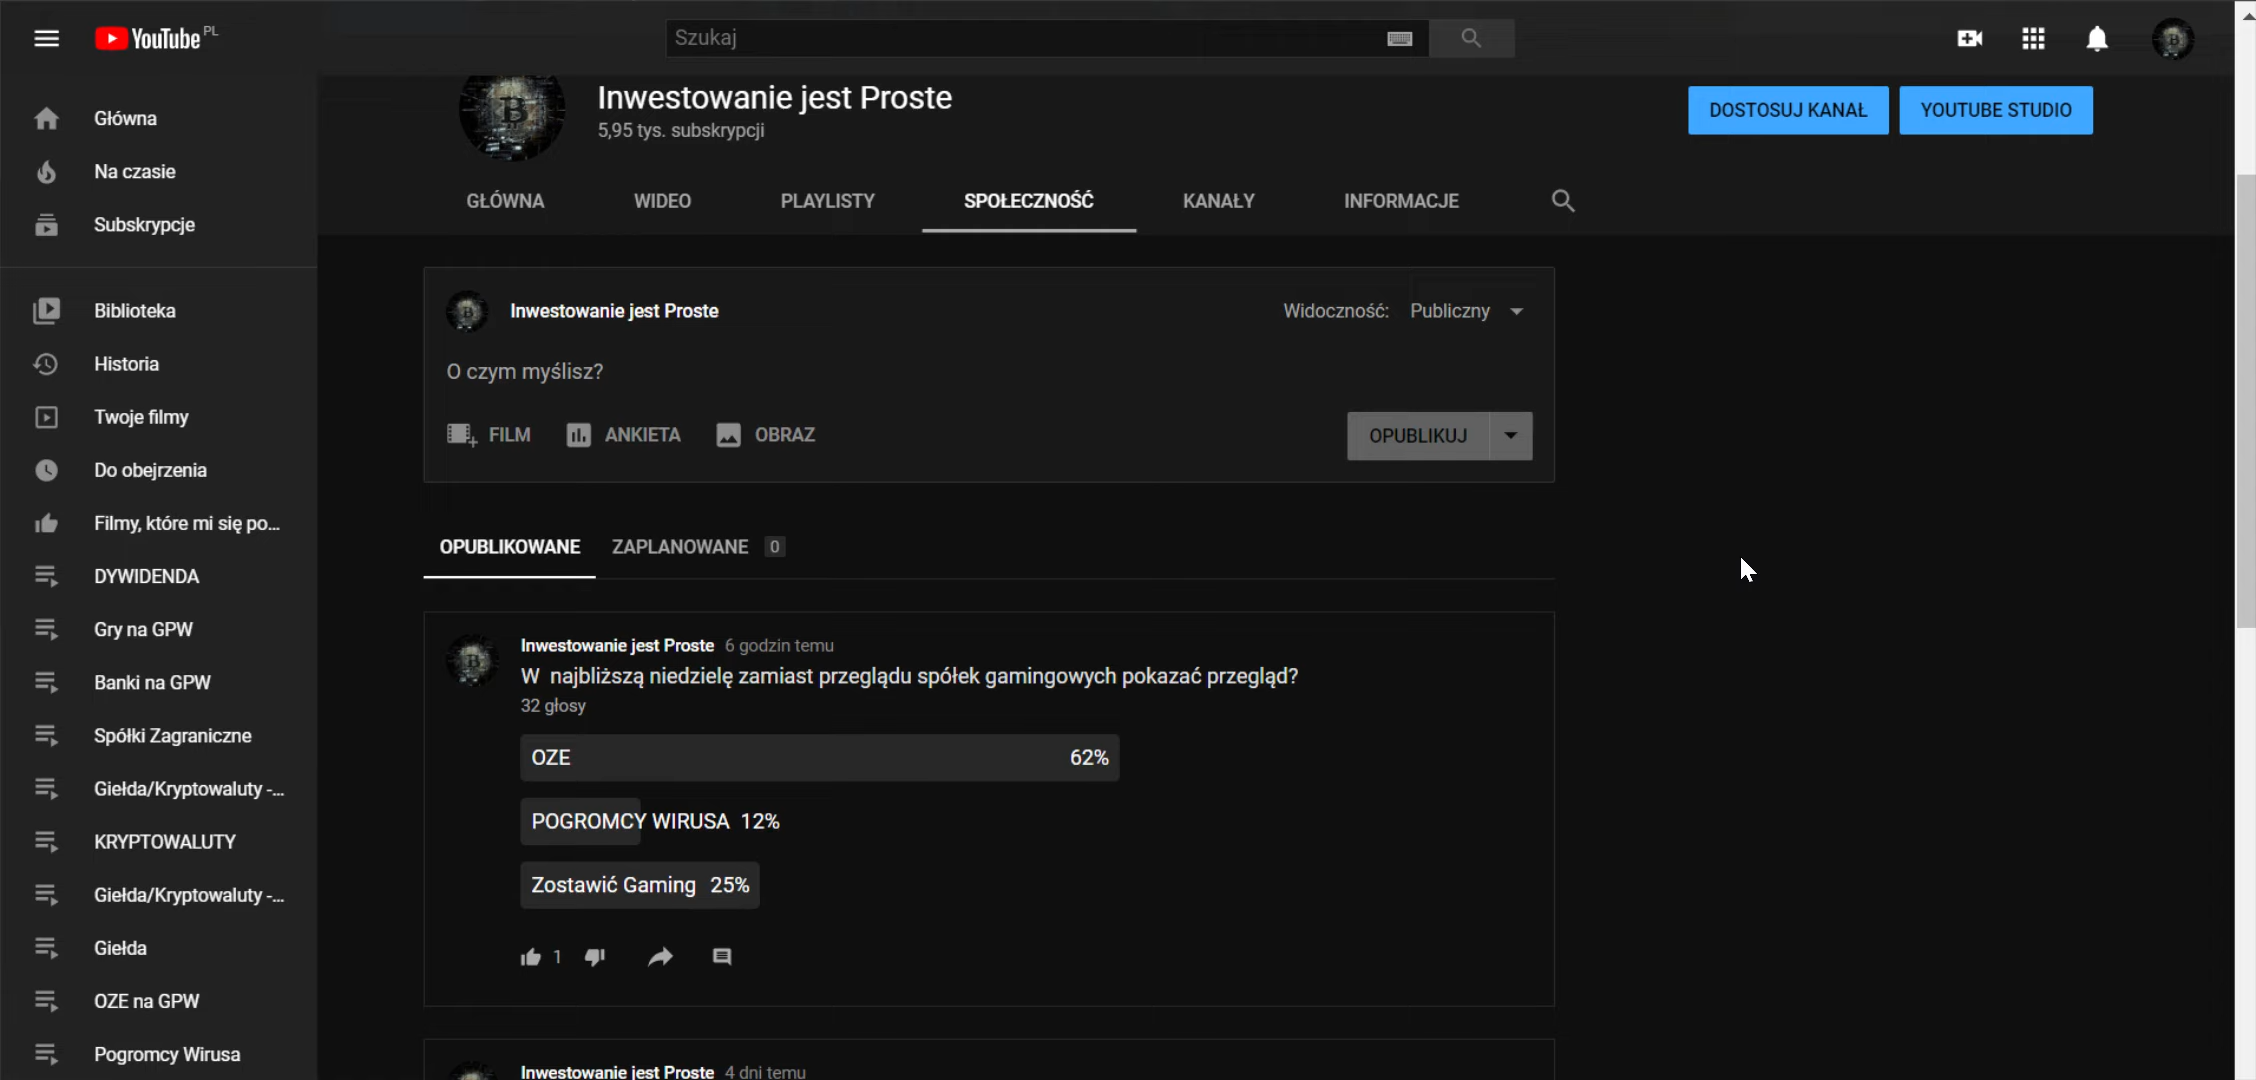 YouTube PL
Szukaj
Inwestowanie jest Proste
5,95 tys. subskrypcji
DOSTOSUJ KANAŁ
YOUTUBE STUDIO
GŁÓWNA
WIDEO
PLAYLISTY
SPOŁECZNOŚĆ
KANAŁY
INFORMACJE
Główna
Na czasie
Subskrypcje
Biblioteka
Historia
Twoje filmy
Do obejrzenia
Filmy, które mi się po...
DYWIDENDA
Gry na GPW
Banki na GPW
Spółki Zagraniczne
Giełda/Kryptowaluty -...
KRYPTOWALUTY
Giełda/Kryptowaluty -...
Giełda
OZE na GPW
Pogromcy Wirusa
Inwestowanie jest Proste
Widoczność: Publiczny
O czym myślisz?
FILM
ANKIETA
OBRAZ
OPUBLIKUJ
OPUBLIKOWANE
ZAPLANOWANE 0
Inwestowanie jest Proste 6 godzin temu
W najbliższą niedzielę zamiast przeglądu spółek gamingowych pokazać przegląd?
32 głosy
OZE 62%
POGROMCY WIRUSA 12%
Zostawić Gaming 25%
1
Inwestowanie jest Proste 4 dni temu